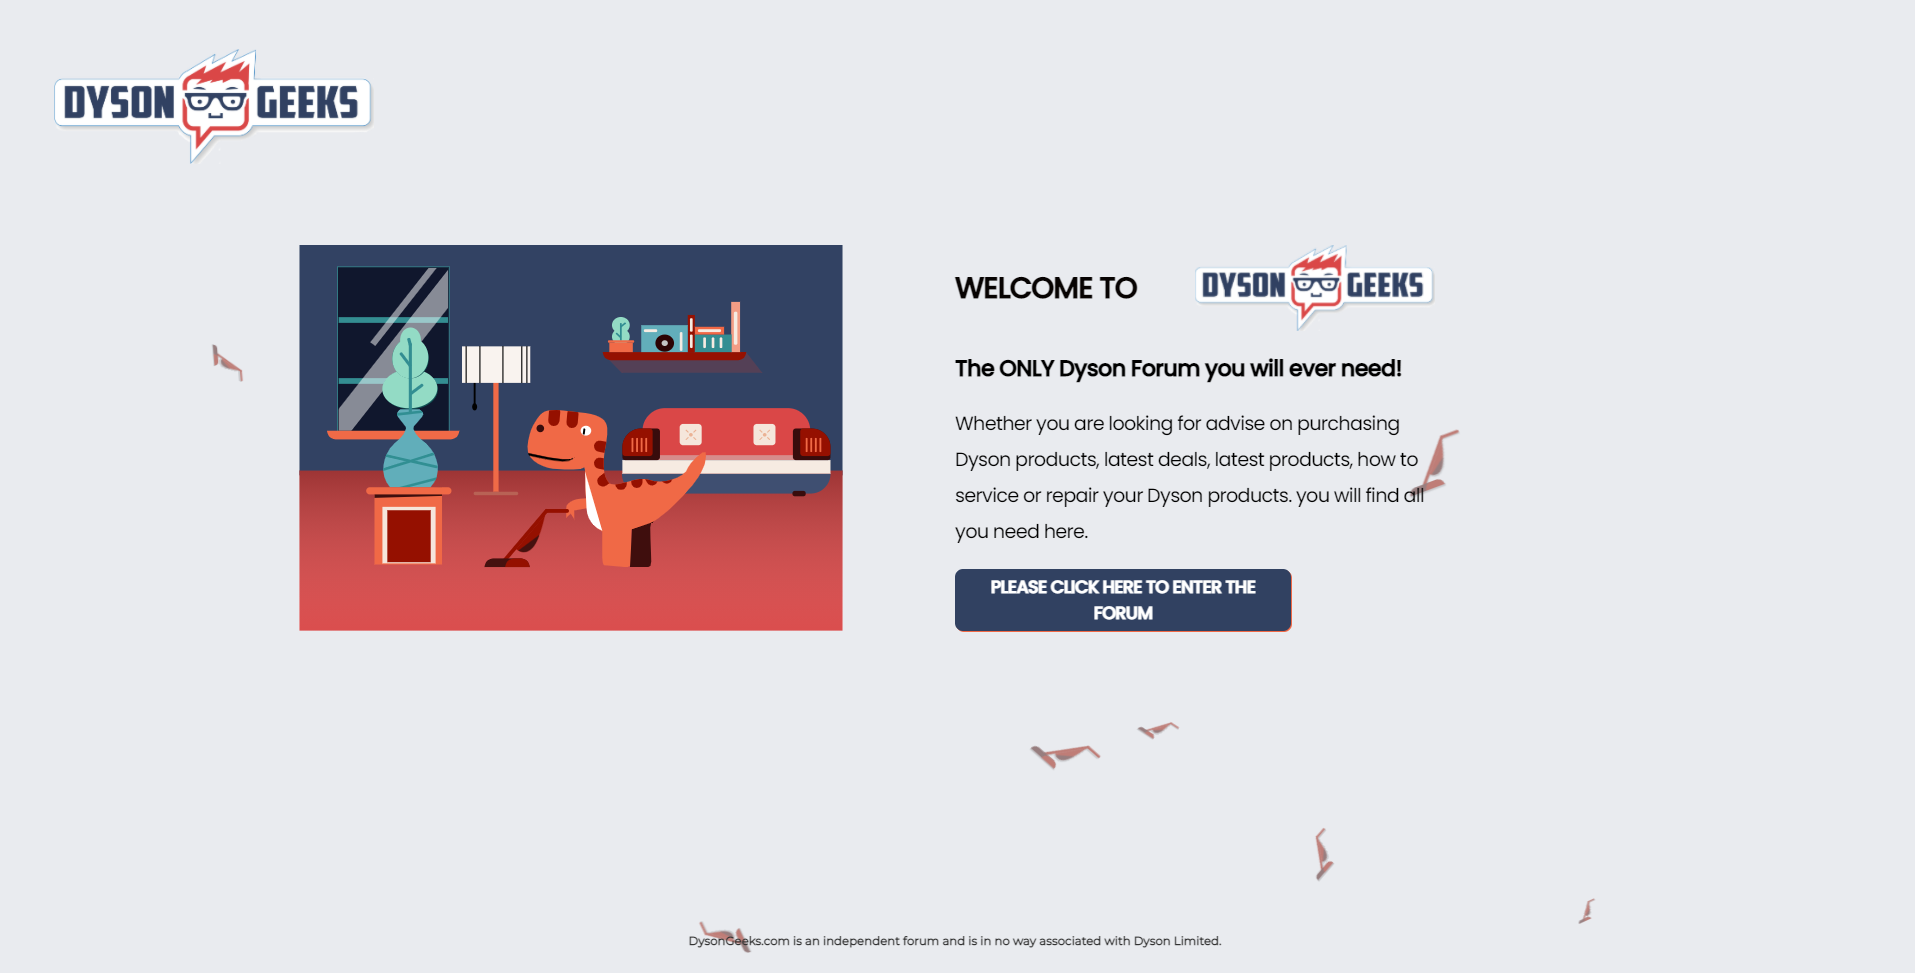 DYSON GEEKS
WELCOME TO DYSON GEEKS
The ONLY Dyson Forum you will ever need!
Whether you are looking for advise on purchasing
Dyson products, latest deals, latest products, how to
service or repair your Dyson products. you will find all
you need here.
PLEASE CLICK HERE TO ENTER THE
FORUM
DysonGeeks.com is an independent forum and is in no way associated with Dyson Limited.